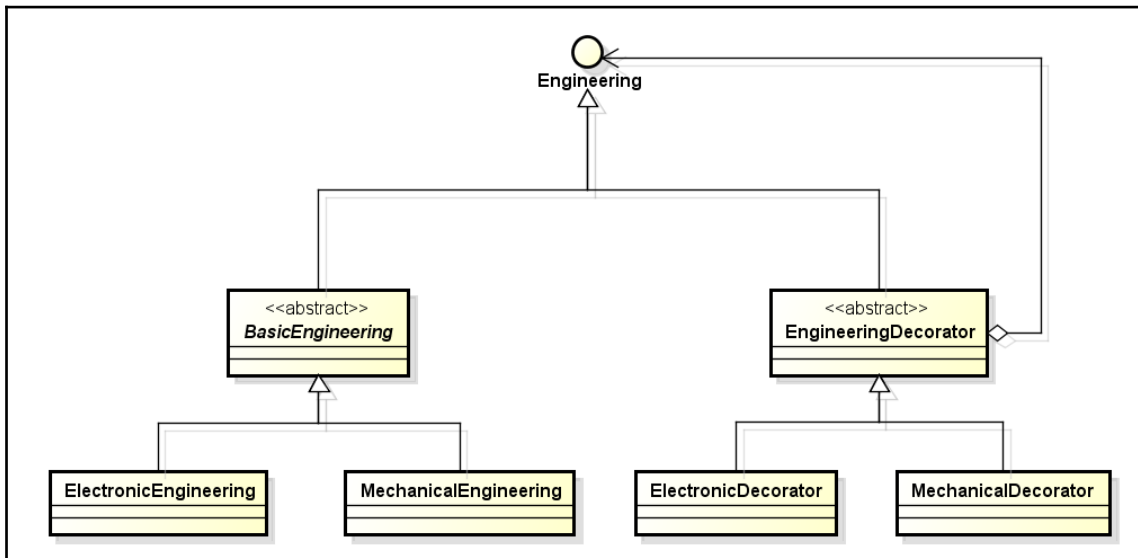 Engineering
<<abstract>>
BasicEngineering
<<abstract>>
EngineeringDecorator
ElectronicEngineering
MechanicalEngineering
ElectronicDecorator
MechanicalDecorator